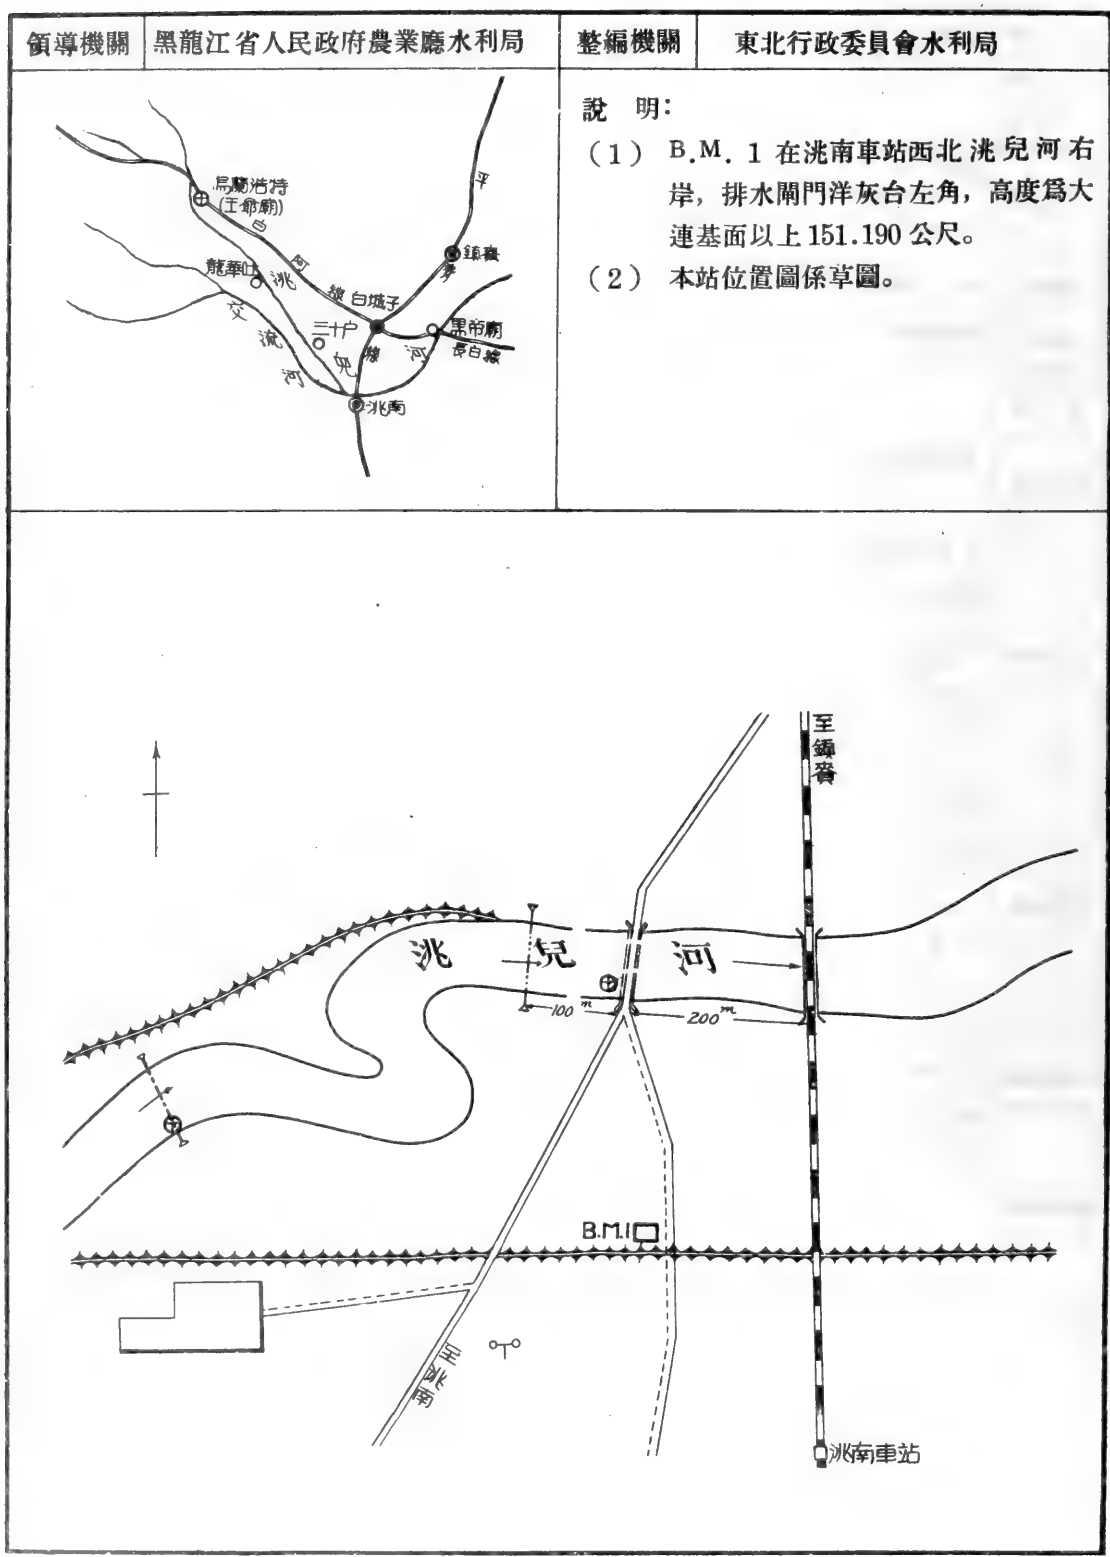 領導機關
黑龍江省人民政府農業廳水利局
整編機關
東北行政委員會水利局
說 明：
(1) B.M. 1 在洮南車站西北洮兒河右
岸，排水閘門洋灰台左角，高度爲大
連基面以上151.190公尺。
(2) 本站位置圖係草圖。
烏蘭浩特
(王爺廟)
白
阿
線
白城子
平
齊
線
鎮賚
黑帝廟
長白線
龍華吐
三十户
洮
兒
河
交
流
河
洮南
至鎮賚
洮 兒 河
100m
200m
B.M.1
至洮南
洮南車站